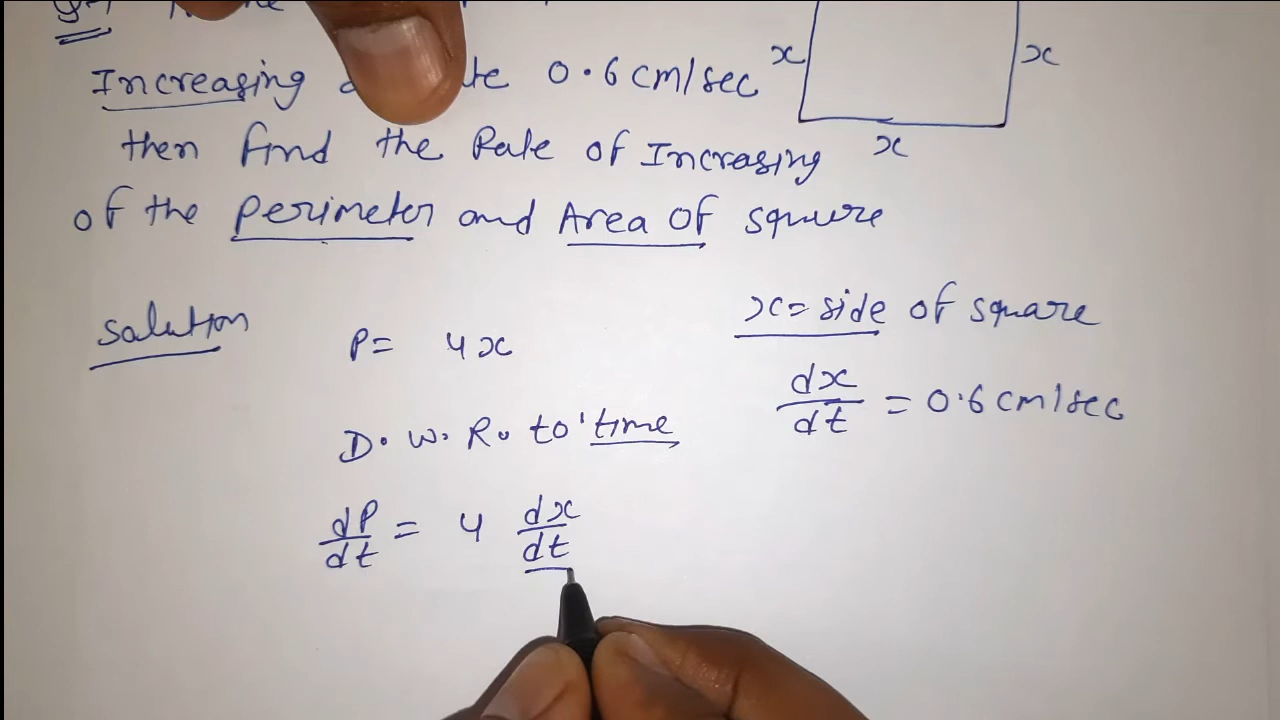 x
x
Increasing 0.6 cm/sec
then find the Rate of Increasing
x
of the perimeter and Area of square
solution
x = side of square
P = 4x
dx/dt = 0.6 cm/sec
D. W. R. to 'time
dP/dt = 4 dx/dt